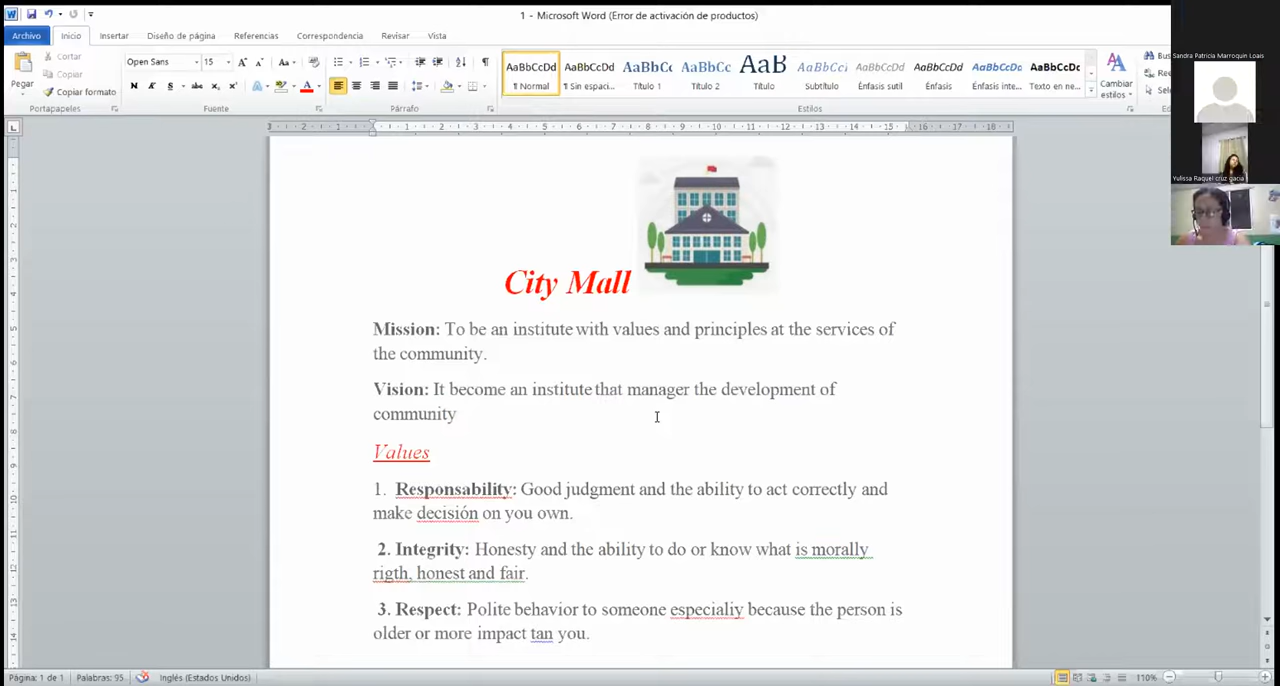 1 - Microsoft Word (Error de activación de productos)
Archivo Inicio Insertar Diseño de página Referencias Correspondencia Revisar Vista
Pegar
Cortar
Copiar
Copiar formato
Portapapeles
Open Sans 15
Fuente
Párrafo
AaBbCcDd AaBbCcDd AaBbCc AaBbCc AaB AaBbCcI AaBbCcDd AaBbCcDd AaBbCcDd AaBbCcDc
¶ Normal ¶ Sin espaci... Título 1 Título 2 Título Subtítulo Énfasis sutil Énfasis Énfasis inte... Texto en ne...
Estilos
Cambiar
estilos
Sandra Patricia Marroquin Loais
Yulissa Raquel cruz gacia
City Mall
Mission: To be an institute with values and principles at the services of
the community.
Vision: It become an institute that manager the development of
community
Values
1. Responsability: Good judgment and the ability to act correctly and
make decisión on you own.
2. Integrity: Honesty and the ability to do or know what is morally
rigth, honest and fair.
3. Respect: Polite behavior to someone especialiy because the person is
older or more impact tan you.
Página: 1 de 1 Palabras: 95 Inglés (Estados Unidos) 110%